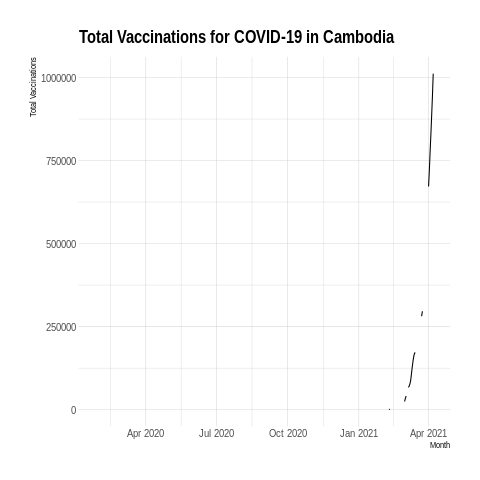 Total Vaccinations for COVID-19 in Cambodia
Total Vaccinations
1000000
750000
500000
250000
0
Apr 2020 Jul 2020 Oct 2020 Jan 2021 Apr 2021
Month